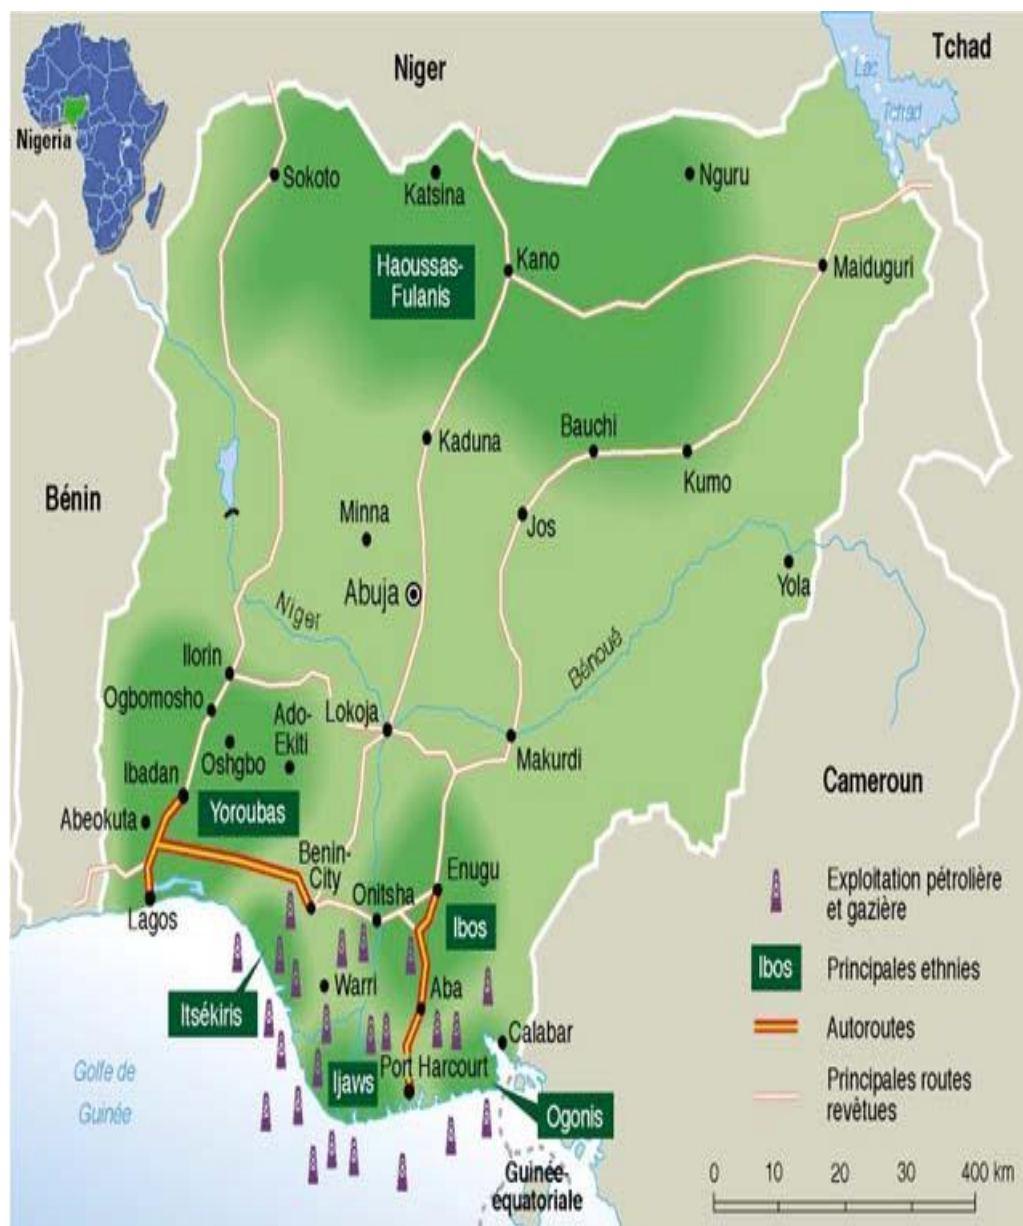 Niger
Tchad
Lac
Tchad
Nigeria
Sokoto
Katsina
Nguru
Haoussas-
Fulanis
Kano
Maiduguri
Kaduna
Bauchi
Kumo
Bénin
Minna
Jos
Abuja
Yola
Niger
Bénoué
Ilorin
Ogbomosho
Ado-
Ekiti
Lokoja
Oshgbo
Makurdi
Ibadan
Yoroubas
Cameroun
Abeokuta
Benin-
City
Enugu
Onitsha
Lagos
Ibos
Exploitation pétrolière
et gazière
Ibos
Principales ethnies
Warri
Aba
Itsékiris
Autoroutes
Calabar
Port Harcourt
Ijaws
Golfe de
Guinée
Ogonis
Principales routes
revêtues
Guinée-
equatoriale
0 10 20 30 400 km